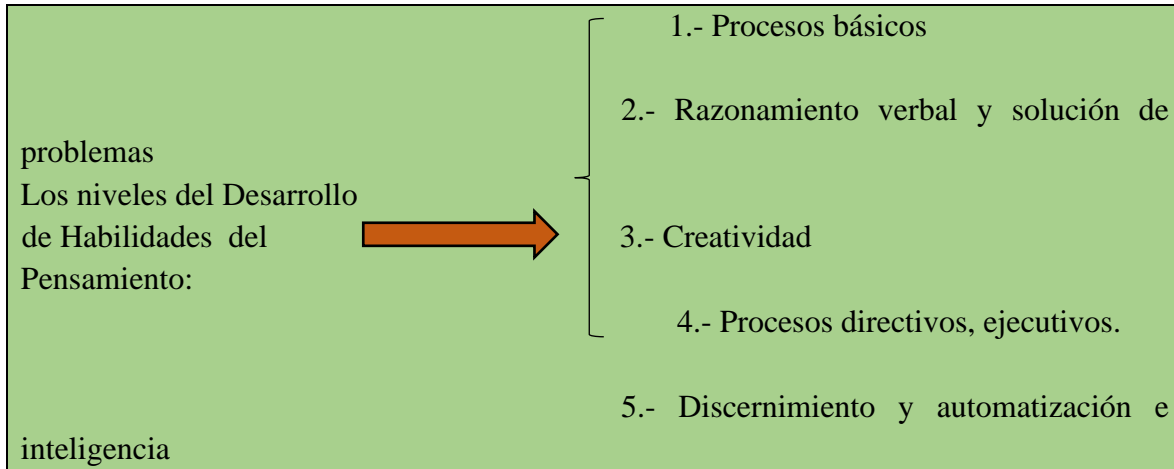 1.- Procesos básicos
2.- Razonamiento verbal y solución de
problemas
Los niveles del Desarrollo
de Habilidades del
3.- Creatividad
Pensamiento:
4.- Procesos directivos, ejecutivos.
5.- Discernimiento y automatización e
inteligencia